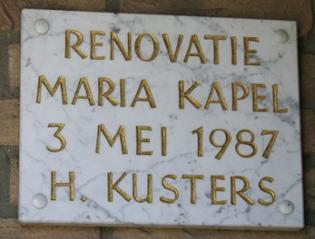 RENOVATIE
MARIA KAPEL
3 MEI 1987
H. KUSTERS